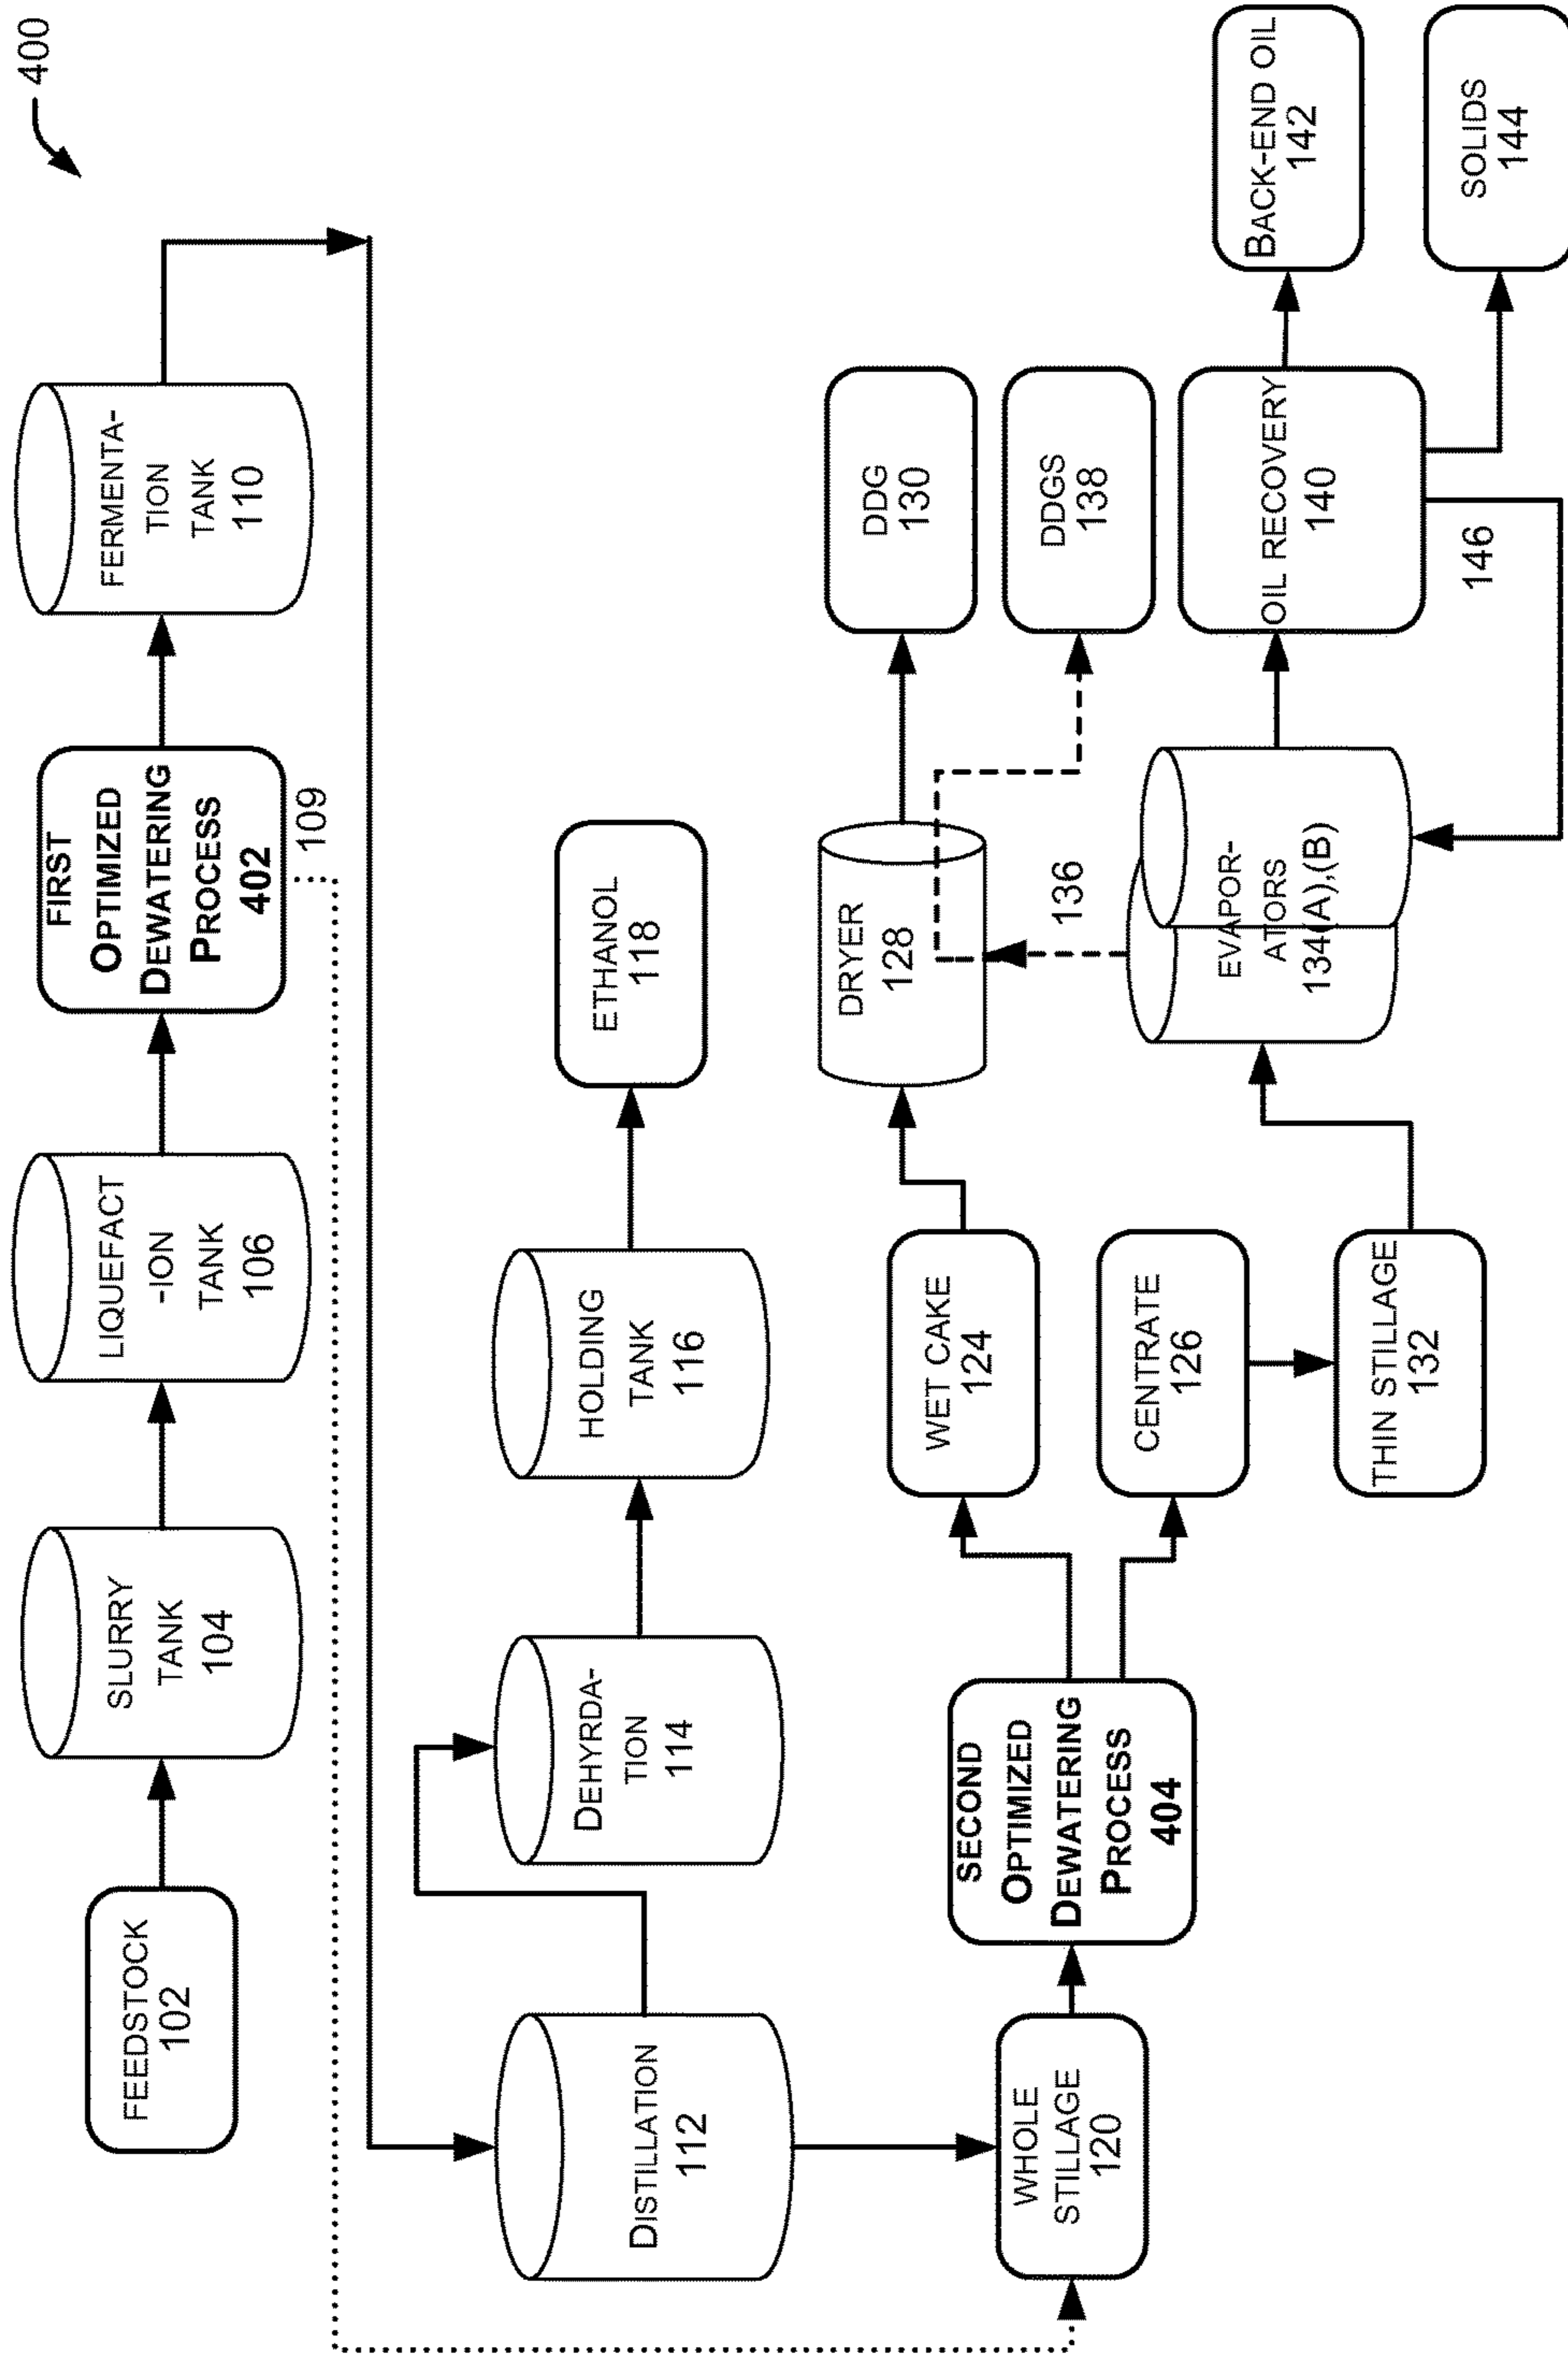 400
FEEDSTOCK
102
SLURRY
TANK
104
LIQUEFACT
-ION
TANK
106
FIRST
OPTIMIZED
DEWATERING
PROCESS
402
109
FERMENTA-
TION
TANK
110
DISTILLATION
112
DEHYRDA-
TION
114
HOLDING
TANK
116
ETHANOL
118
WHOLE
STILLAGE
120
SECOND
OPTIMIZED
DEWATERING
PROCESS
404
WET CAKE
124
CENTRATE
126
THIN STILLAGE
132
DRYER
128
136
EVAPOR-
ATORS
134(A),(B)
DDG
130
DDGS
138
OIL RECOVERY
140
146
BACK-END OIL
142
SOLIDS
144